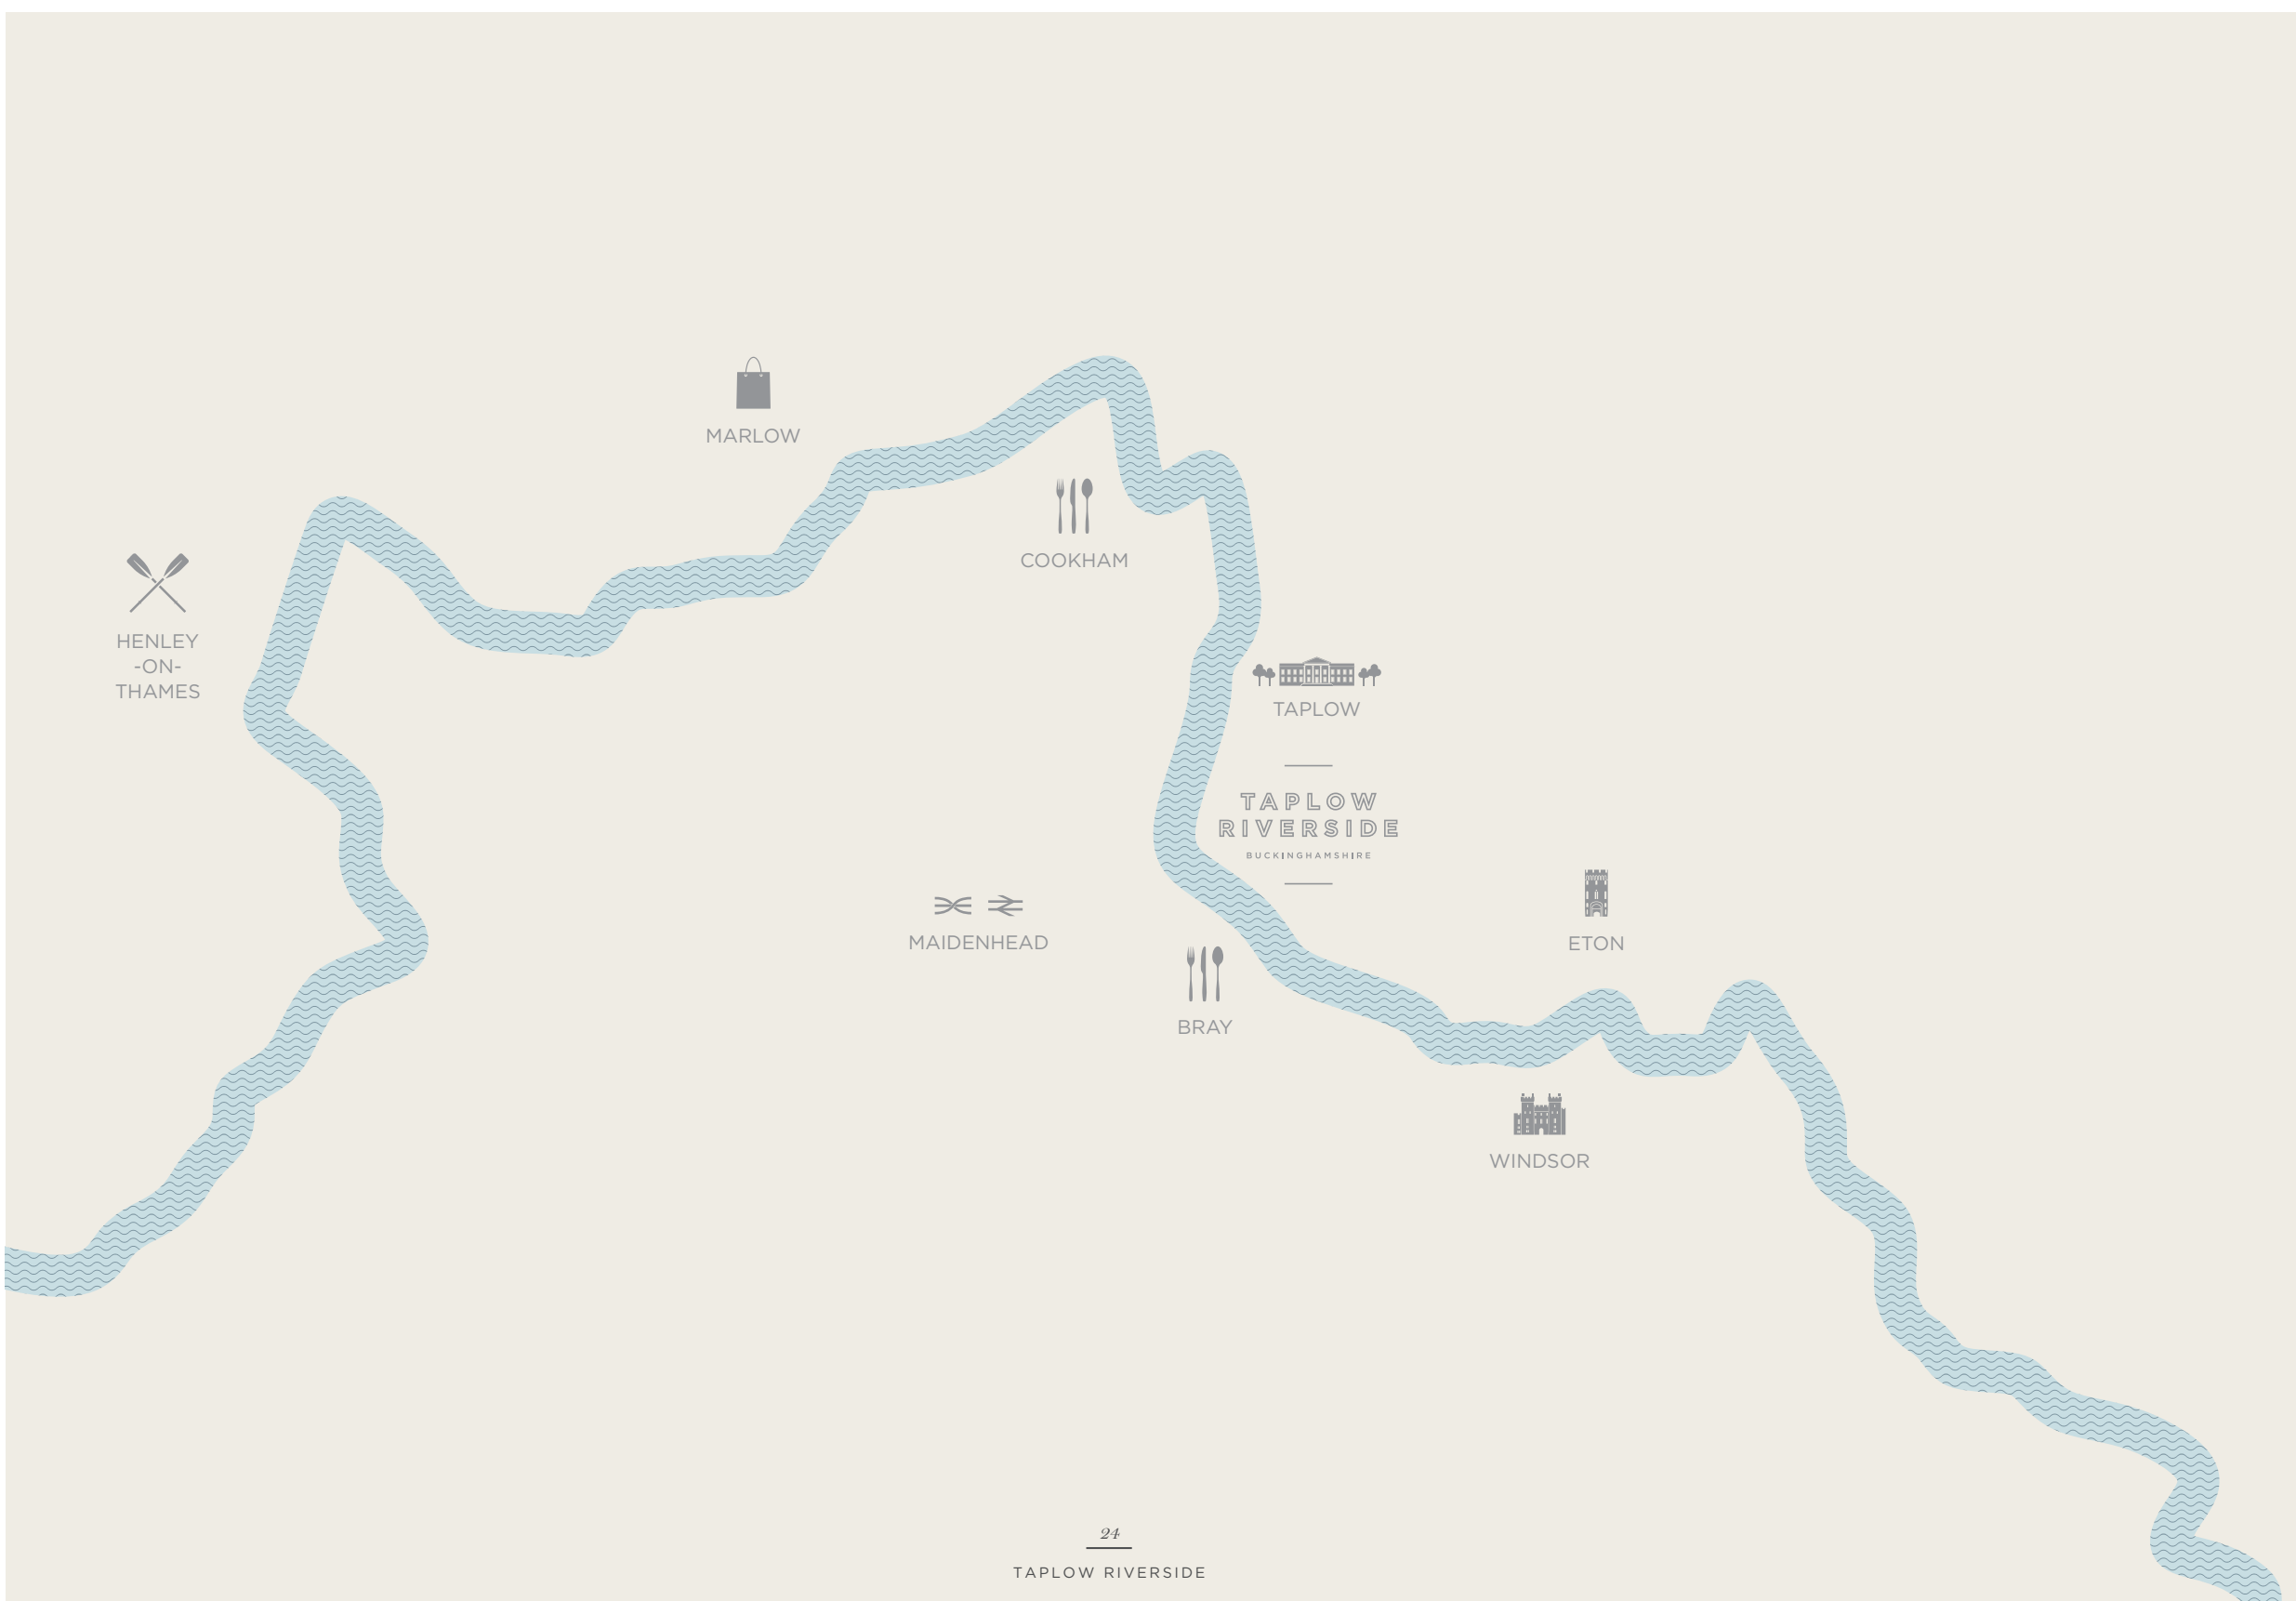 MARLOW
COOKHAM
HENLEY
-ON-
THAMES
TAPLOW
TAPLOW
RIVERSIDE
BUCKINGHAMSHIRE
MAIDENHEAD
ETON
BRAY
WINDSOR
24
TAPLOW RIVERSIDE